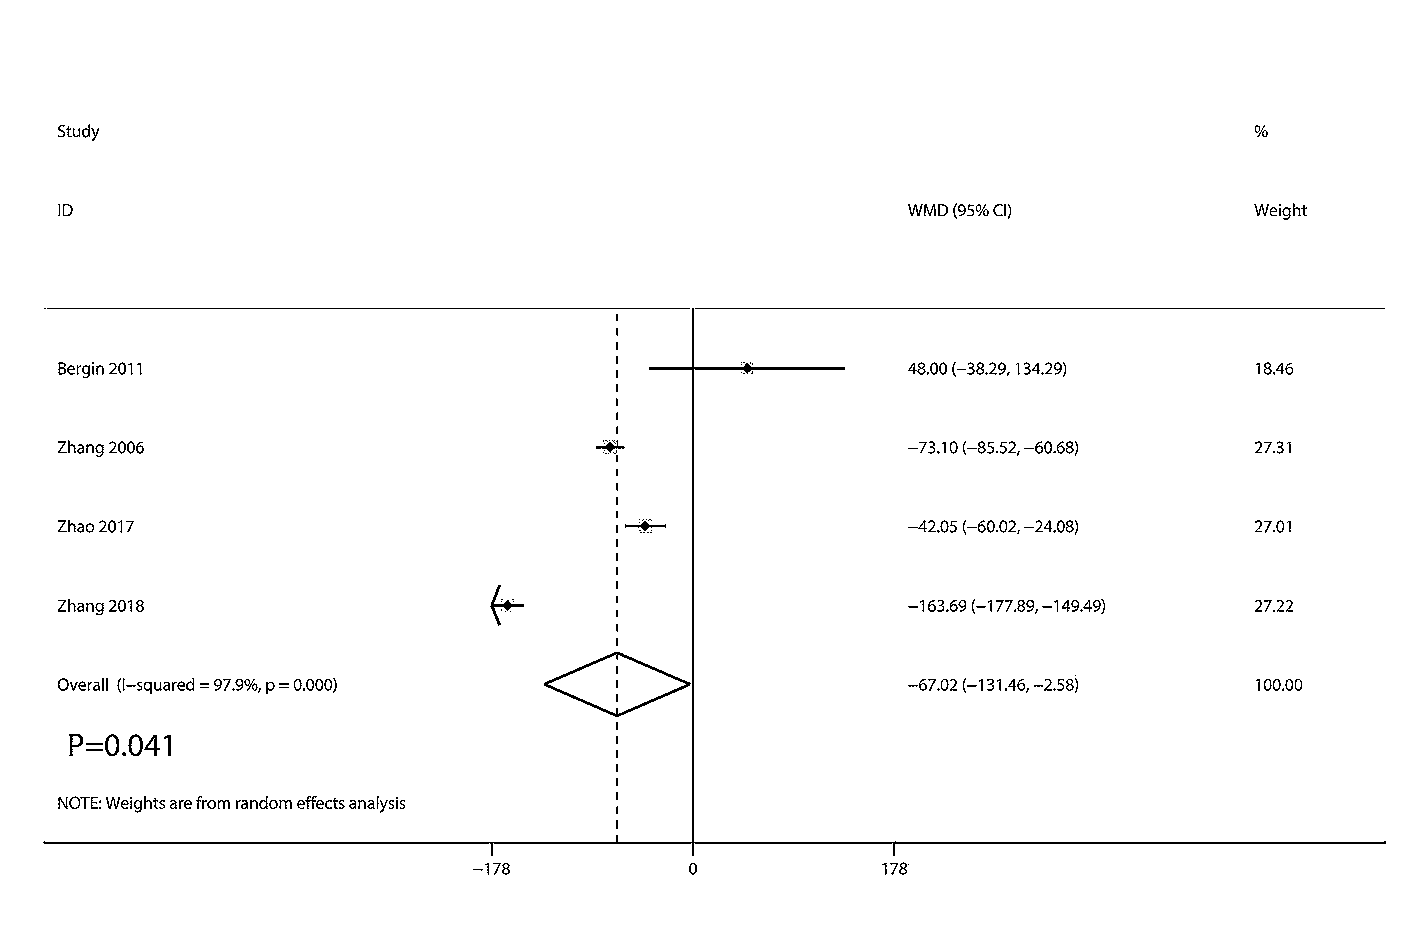 Study %
ID WMD (95% CI) Weight
Bergin 2011 48.00 (−38.29, 134.29) 18.46
Zhang 2006 −73.10 (−85.52, −60.68) 27.31
Zhao 2017 −42.05 (−60.02, −24.08) 27.01
Zhang 2018 −163.69 (−177.89, −149.49) 27.22
Overall (I−squared = 97.9%, p = 0.000) −67.02 (−131.46, −2.58) 100.00
P=0.041
NOTE: Weights are from random effects analysis
−178 0 178